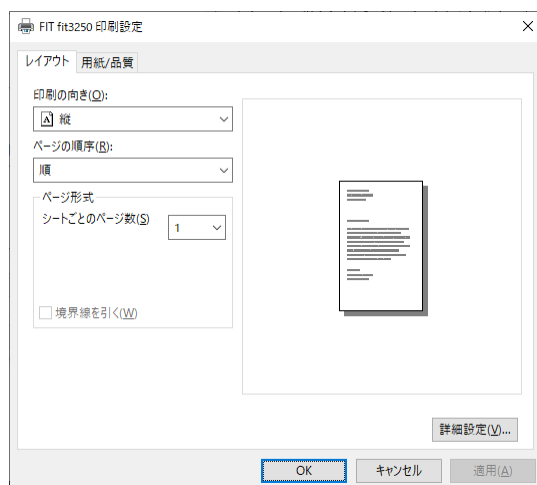 FIT fit3250 印刷設定
レイアウト 用紙/品質
印刷の向き(O):
縦
ページの順序(R):
順
ページ形式
シートごとのページ数(S) 1
境界線を引く(W)
詳細設定(V)...
OK キャンセル 適用(A)